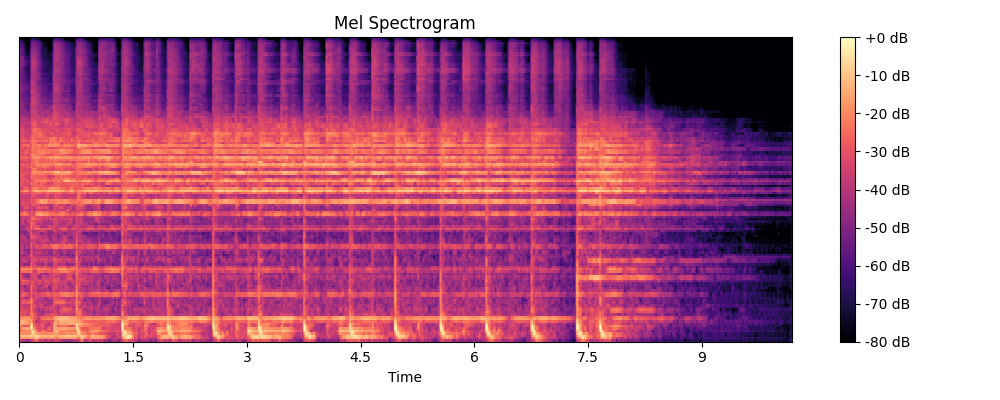 Mel Spectrogram
+0 dB
-10 dB
-20 dB
-30 dB
-40 dB
-50 dB
-60 dB
-70 dB
-80 dB
0 1.5 3 4.5 6 7.5 9
Time